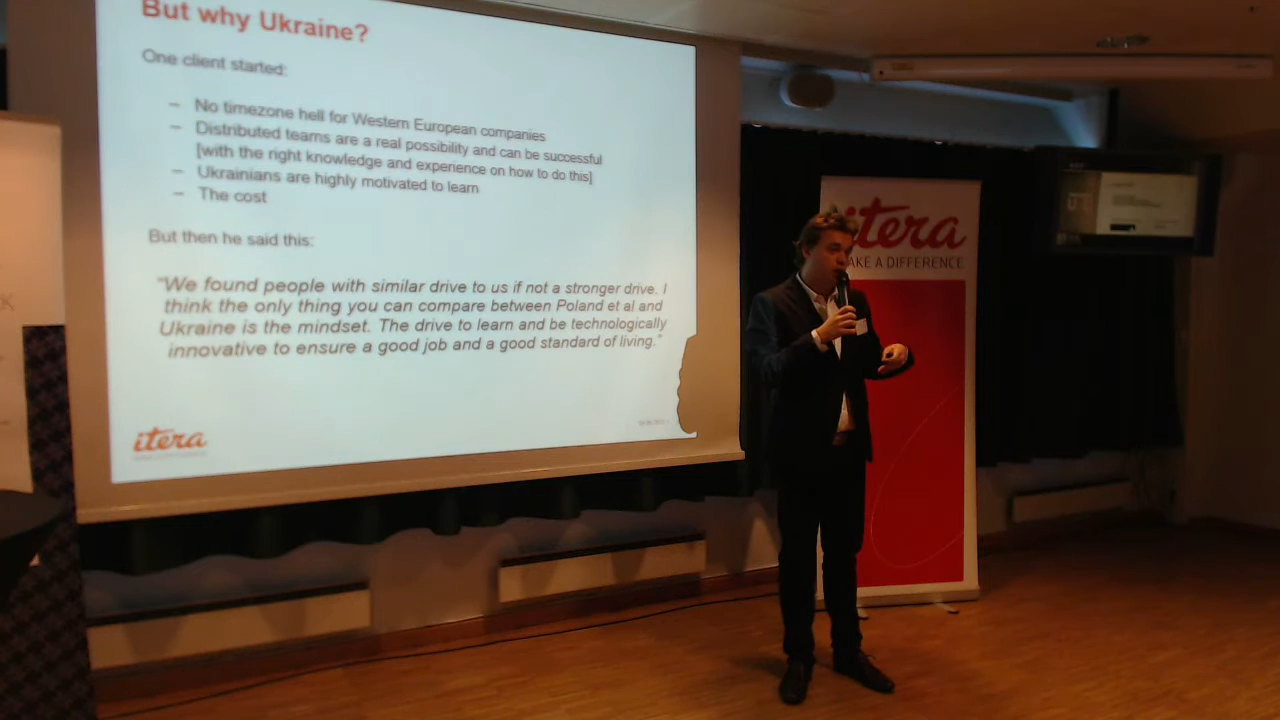 But why Ukraine?
One client started:
– No timezone hell for Western European companies
– Distributed teams are a real possibility and can be successful
[with the right knowledge and experience on how to do this]
– Ukrainians are highly motivated to learn
– The cost
But then he said this:
"We found people with similar drive to us if not a stronger drive. I
think the only thing you can compare between Poland et al and
Ukraine is the mindset. The drive to learn and be technologically
innovative to ensure a good job and a good standard of living."
itera
itera
AKE A DIFFERENCE